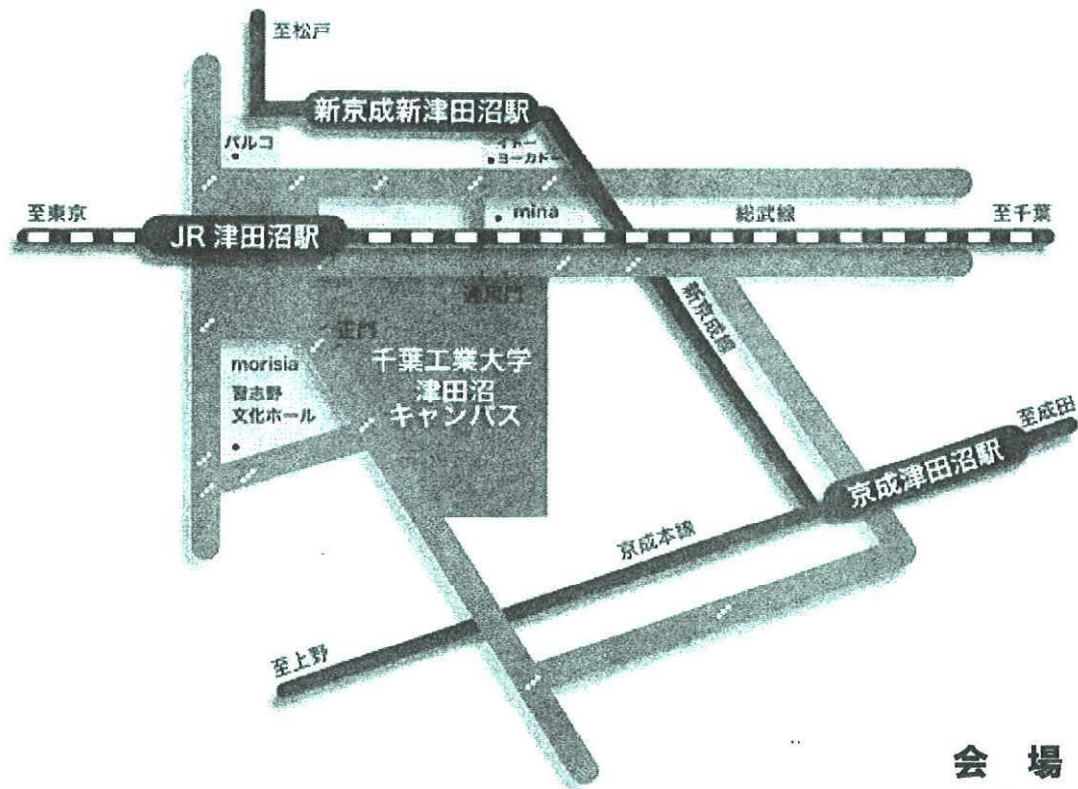 至松戸
新京成新津田沼駅
パルコ
イトー
ヨーカドー
至東京
JR 津田沼駅
mina
総武線
至千葉
通用門
正門
新京成線
morisia
習志野
文化ホール
千葉工業大学
津田沼
キャンパス
至成田
京成津田沼駅
京成本線
至上野
会 場